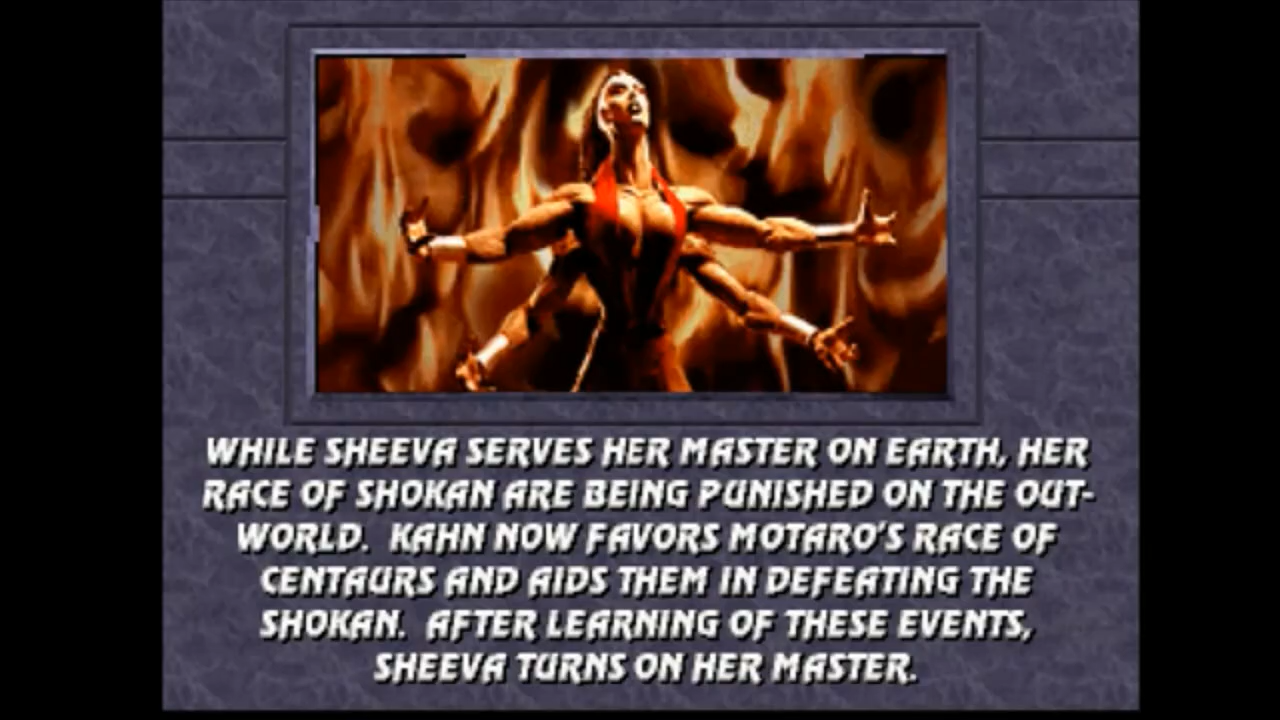 WHILE SHEEVA SERVES HER MASTER ON EARTH, HER
RACE OF SHOKAN ARE BEING PUNISHED ON THE OUT-
WORLD. KAHN NOW FAVORS MOTARO'S RACE OF
CENTAURS AND AIDS THEM IN DEFEATING THE
SHOKAN. AFTER LEARNING OF THESE EVENTS,
SHEEVA TURNS ON HER MASTER.